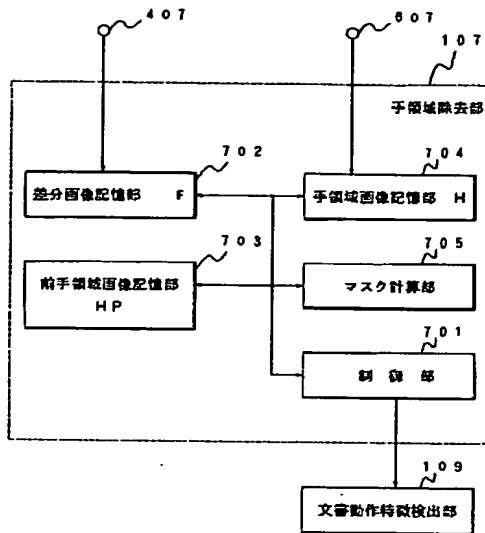 407
607
107
手領域除去部
702
704
差分画像記憶部 F
手領域画像記憶部 H
703
705
前手領域画像記憶部
HP
マスク計算部
701
制御部
109
文書動作特徴検出部